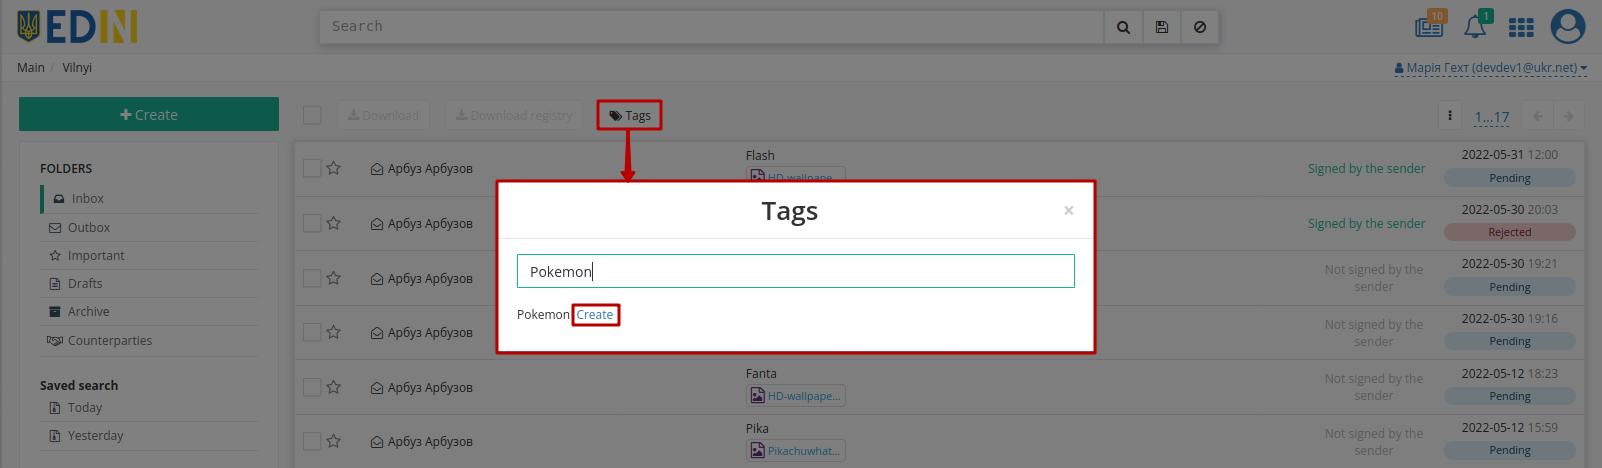 EDIN
Search
10
1
Main / Vilnyi
Марія Гехт (devdev1@ukr.net)
Create
Download
Download registry
Tags
1...17
FOLDERS
Inbox
Outbox
Important
Drafts
Archive
Counterparties
Saved search
Today
Yesterday
Арбуз Арбузов
Flash
HD-wallpape...
Signed by the sender
2022-05-31 12:00
Pending
Арбуз Арбузов
Signed by the sender
2022-05-30 20:03
Rejected
Арбуз Арбузов
Not signed by the
sender
2022-05-30 19:21
Pending
Арбуз Арбузов
Not signed by the
sender
2022-05-30 19:16
Pending
Арбуз Арбузов
Fanta
HD-wallpape...
Not signed by the
sender
2022-05-12 18:23
Pending
Арбуз Арбузов
Pika
Pikachuwhat...
Not signed by the
sender
2022-05-12 15:59
Pending
Tags
×
Pokemon
Pokemon Create